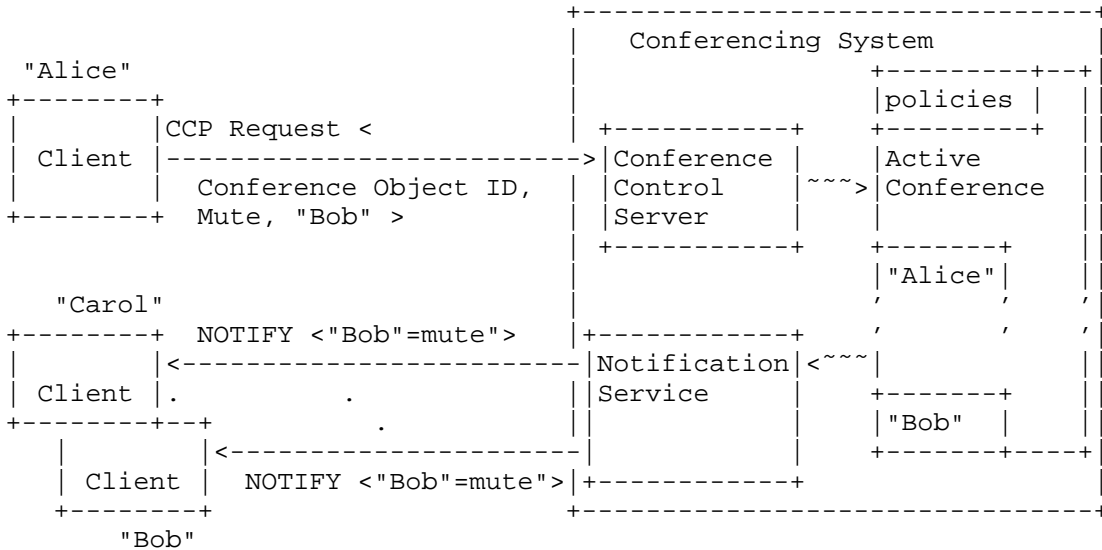 Conferencing System
"Alice"
policies
CCP Request <
Client Conference Active
Conference Object ID, Control Conference
Mute, "Bob" > Server
"Alice"
"Carol"
NOTIFY <"Bob"=mute">
Notification
Client Service
"Bob"
Client NOTIFY <"Bob"=mute">
"Bob"